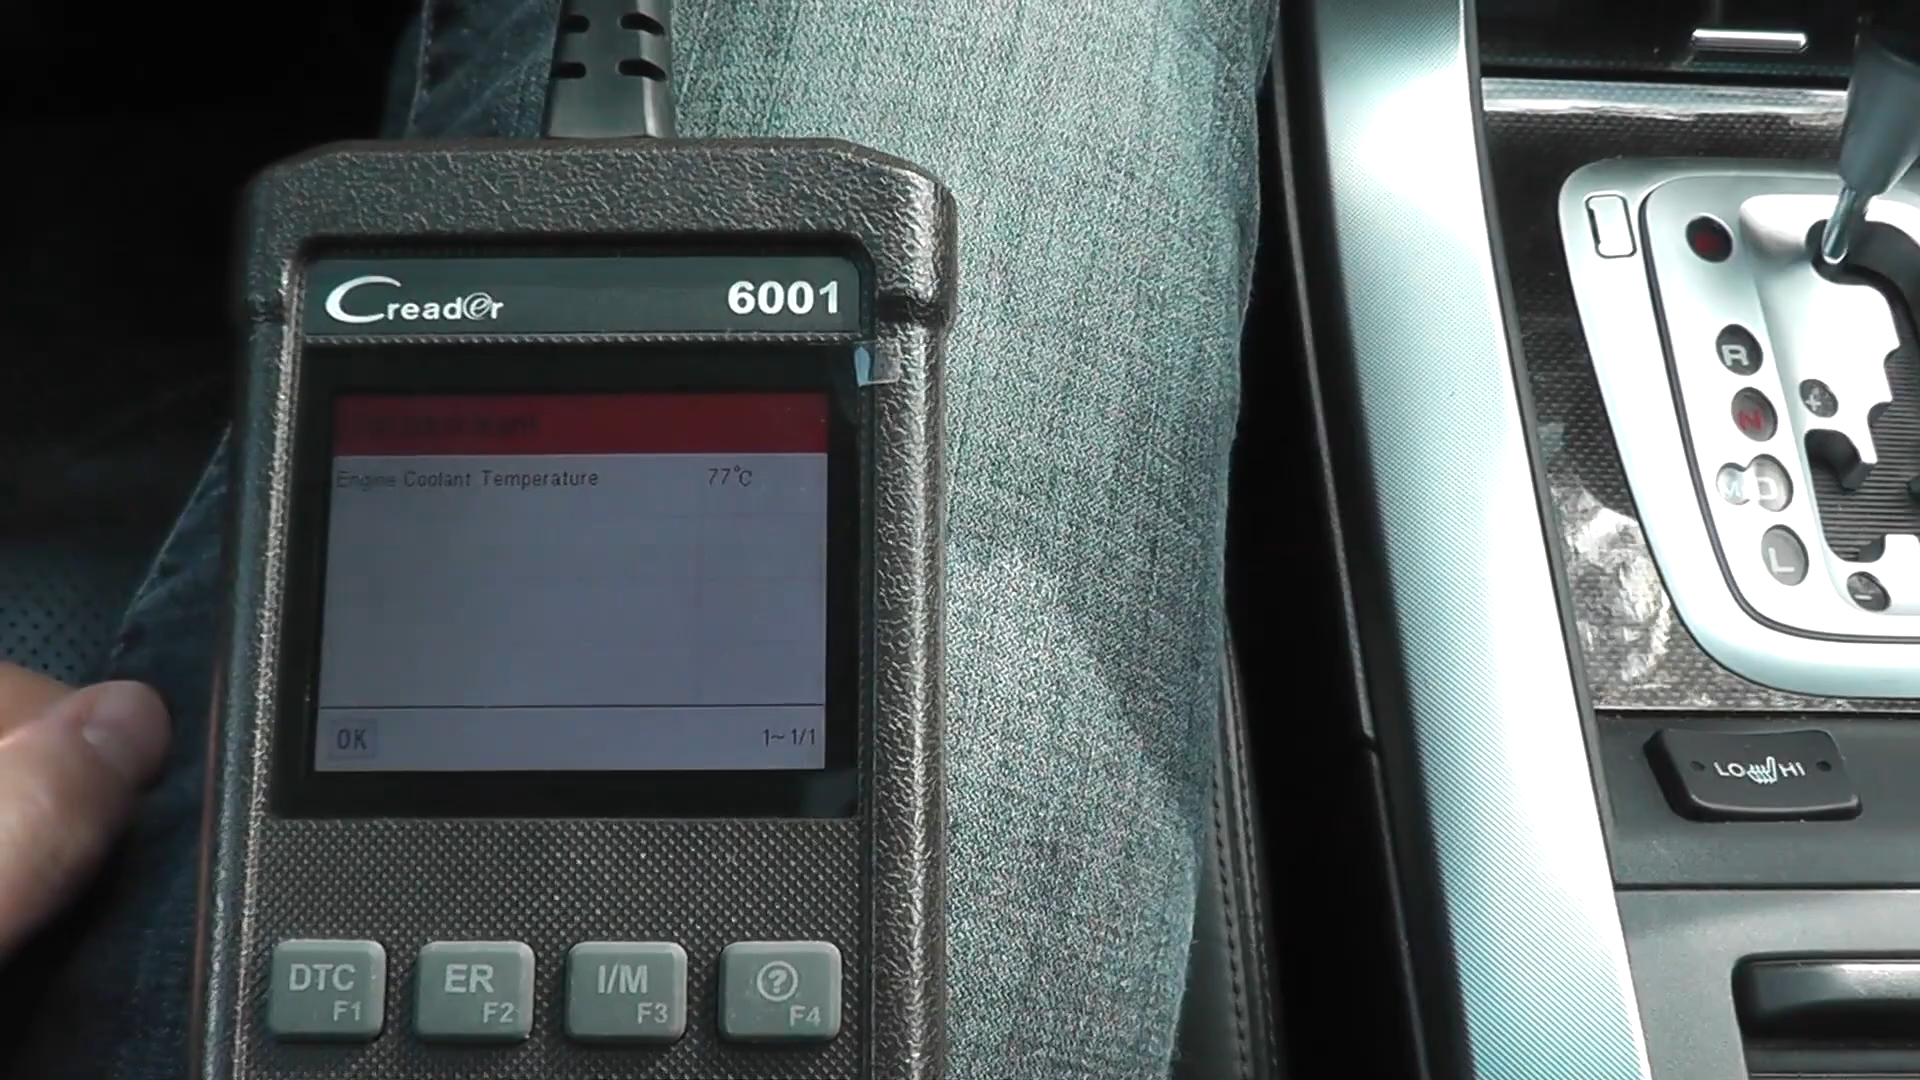 Creader 6001
Engine Coolant Temperature 77°C
OK 1~1/1
DTC F1
ER F2
I/M F3
? F4
R
N
M D
L
+
-
LO HI